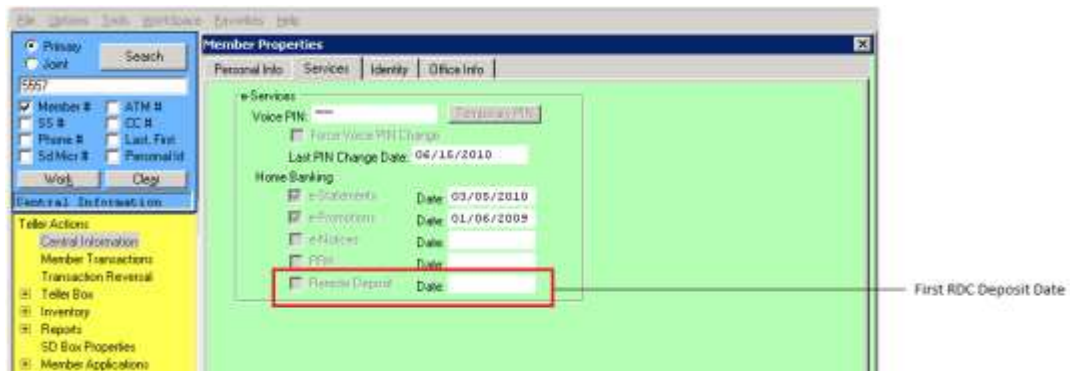 File Options Tools Workspace Favorites Help
Primary
Joint
Search
5557
Member # ATM #
SS # CC #
Phone # Last, First
Sd Micr # Personal Id
Work Clear
Central Information
Teller Actions
Central Information
Member Transactions
Transaction Reversal
Teller Box
Inventory
Reports
SD Box Properties
Member Applications
Member Properties
Personal Info Services Identity Office Info
e-Services
Voice PIN: Temporary PIN
Force Voice PIN Change
Last PIN Change Date: 06/16/2010
Home Banking
e-Statements Date: 03/05/2010
e-Promotions Date: 01/06/2009
e-Notices Date:
Date:
Remote Deposit Date:
First RDC Deposit Date